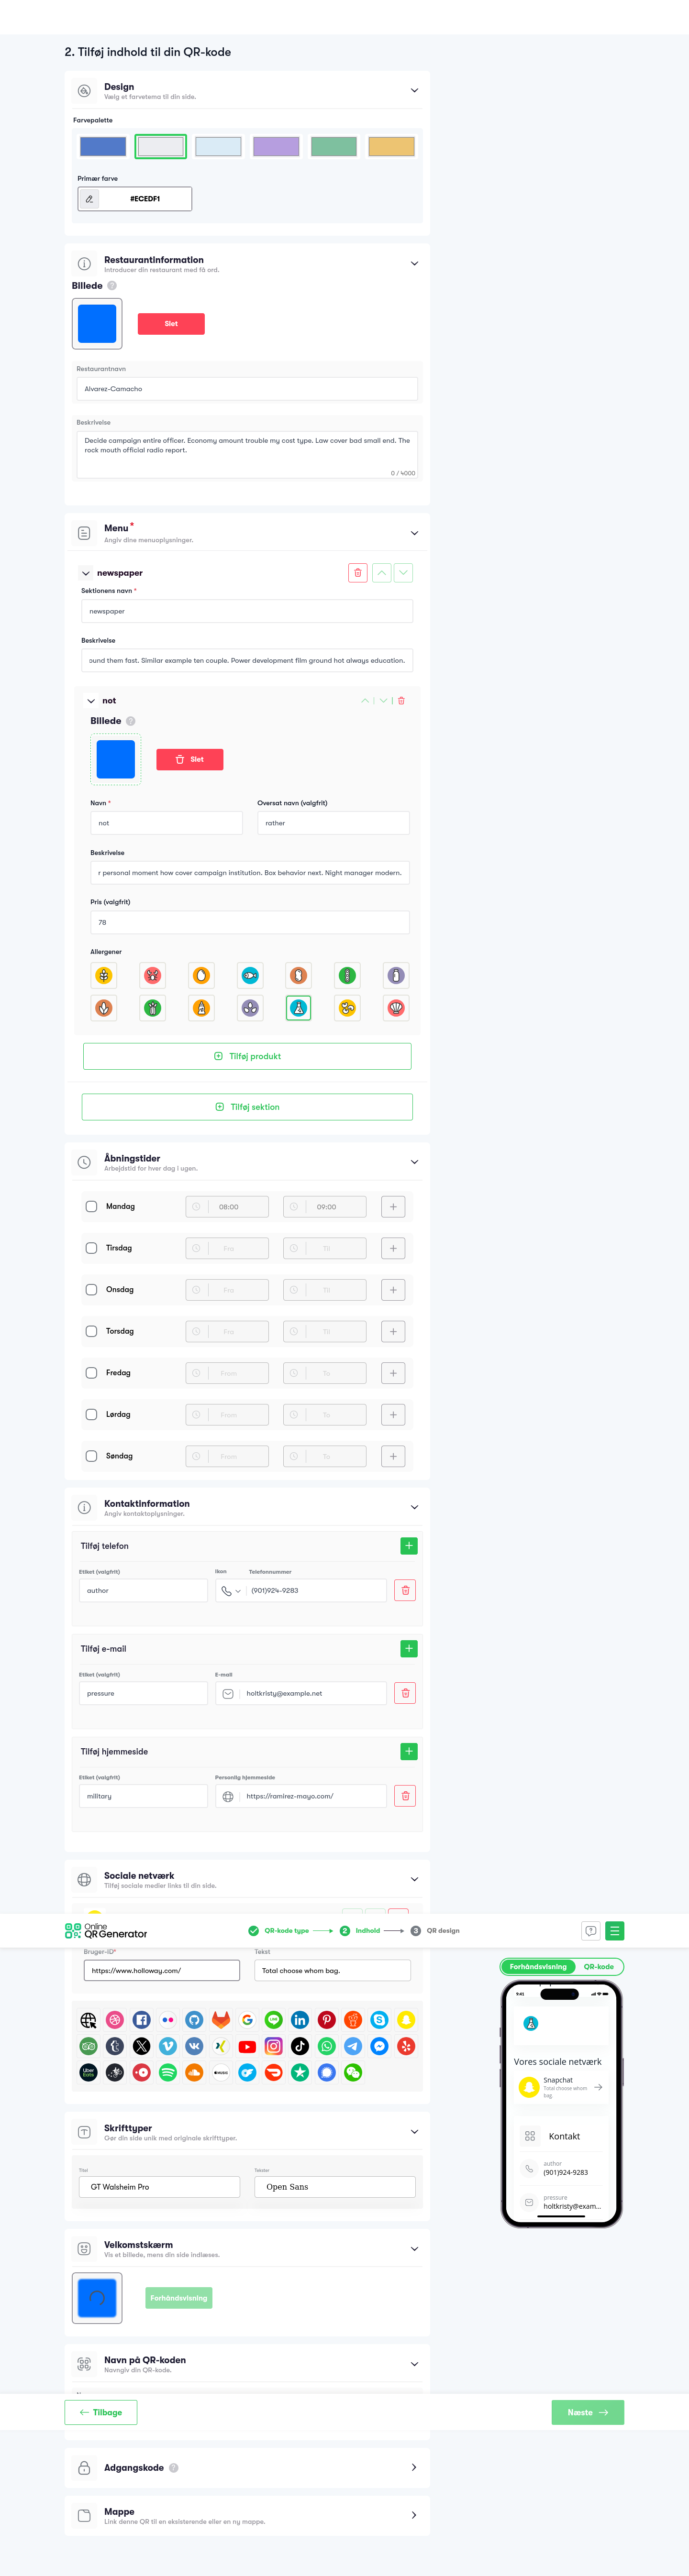 2. Tilføj indhold til din QR-kode
Design
Vælg et farvetema til din side.
Farvepalette
Primær farve
#ECEDF1
Restaurantinformation
Introducer din restaurant med få ord.
Billede
Slet
Restaurantnavn
Alvarez-Camacho
Beskrivelse
Decide campaign entire officer. Economy amount trouble my cost type. Law cover bad small end. The
rock mouth official radio report.
0 / 4000
Menu *
Angiv dine menuoplysninger.
newspaper
Sektionens navn *
newspaper
Beskrivelse
ound them fast. Similar example ten couple. Power development film ground hot always education.
not
Billede
Slet
Navn *
Oversat navn (valgfrit)
not
rather
Beskrivelse
r personal moment how cover campaign institution. Box behavior next. Night manager modern.
Pris (valgfrit)
78
Allergener
Tilføj produkt
Tilføj sektion
Åbningstider
Arbejdstid for hver dag i ugen.
Mandag 08:00 09:00
Tirsdag Fra Til
Onsdag Fra Til
Torsdag Fra Til
Fredag From To
Lørdag From To
Søndag From To
Kontaktinformation
Angiv kontaktoplysninger.
Tilføj telefon
Etiket (valgfrit) Ikon Telefonnummer
author (901)924-9283
Tilføj e-mail
Etiket (valgfrit) E-mail
pressure holtkristy@example.net
Tilføj hjemmeside
Etiket (valgfrit) Personlig hjemmeside
military https://ramirez-mayo.com/
Sociale netværk
Tilføj sociale medier links til din side.
Online
QR Generator
QR-kode type
2 Indhold
3 QR design
Bruger-ID* Tekst
https://www.holloway.com/ Total choose whom bag.
Forhåndsvisning QR-kode
9:41
Vores social netværk
Snapchat
Total choose whom
bag.
Kontakt
author
(901)924-9283
pressure
holtkristy@exam...
Uber
Eats
MUSIC
Skrifttyper
Gør din side unik med originale skrifttyper.
Titel Tekster
GT Walsheim Pro Open Sans
Velkomstskærm
Vis et billede, mens din side indlæses.
Forhåndsvisning
Navn på QR-koden
Navngiv din QR-kode.
Tilbage
Næste
Adgangskode
Mappe
Link denne QR til en eksisterende eller en ny mappe.